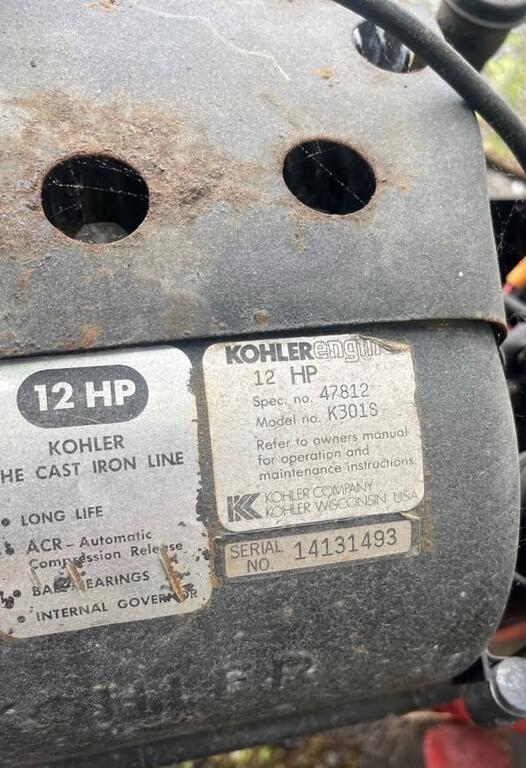 12 HP
KOHLER
HE CAST IRON LINE
• LONG LIFE
• ACR - Automatic
Compression Release
• BALL BEARINGS
• INTERNAL GOVERNOR
KOHLER engine
12 HP
Spec. no. 47812
Model no. K301S
Refer to owners manual
for operation and
maintenance instructions.
KOHLER COMPANY
KOHLER WISCONSIN USA
SERIAL
NO. 14131493
KOHLER